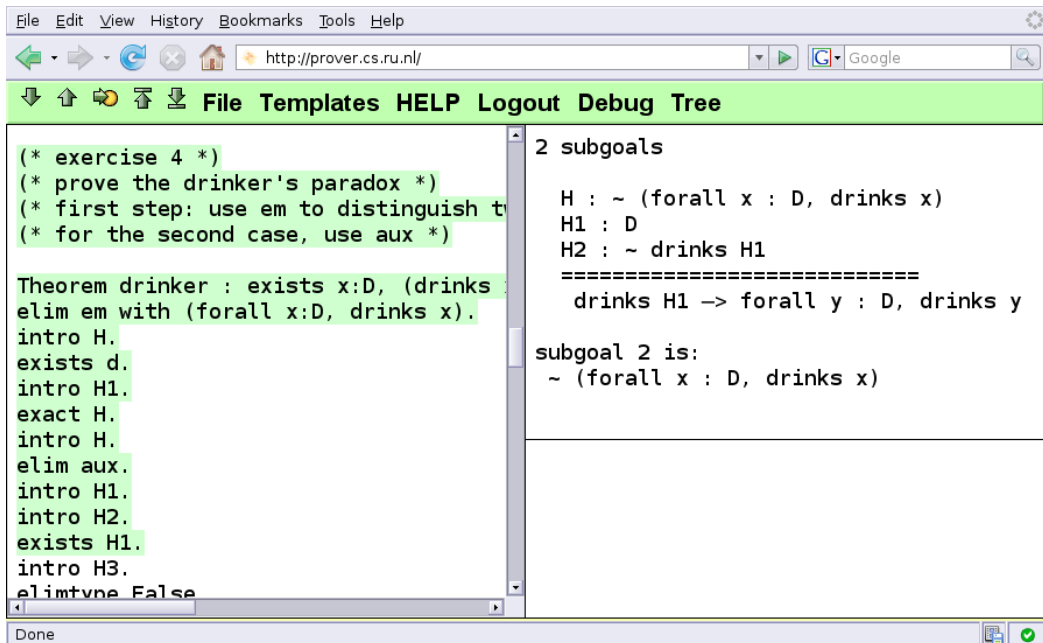 File Edit View History Bookmarks Tools Help
http://prover.cs.ru.nl/
G Google
File Templates HELP Logout Debug Tree
(* exercise 4 *)
(* prove the drinker's paradox *)
(* first step: use em to distinguish
(* for the second case, use aux *)
Theorem drinker : exists x:D, (drinks
elim em with (forall x:D, drinks x).
intro H.
exists d.
intro H1.
exact H.
intro H.
elim aux.
intro H1.
intro H2.
exists H1.
intro H3.
elimtype False
2 subgoals
H : ~ (forall x : D, drinks x)
H1 : D
H2 : ~ drinks H1
============================
drinks H1 —> forall y : D, drinks y
subgoal 2 is:
~ (forall x : D, drinks x)
Done